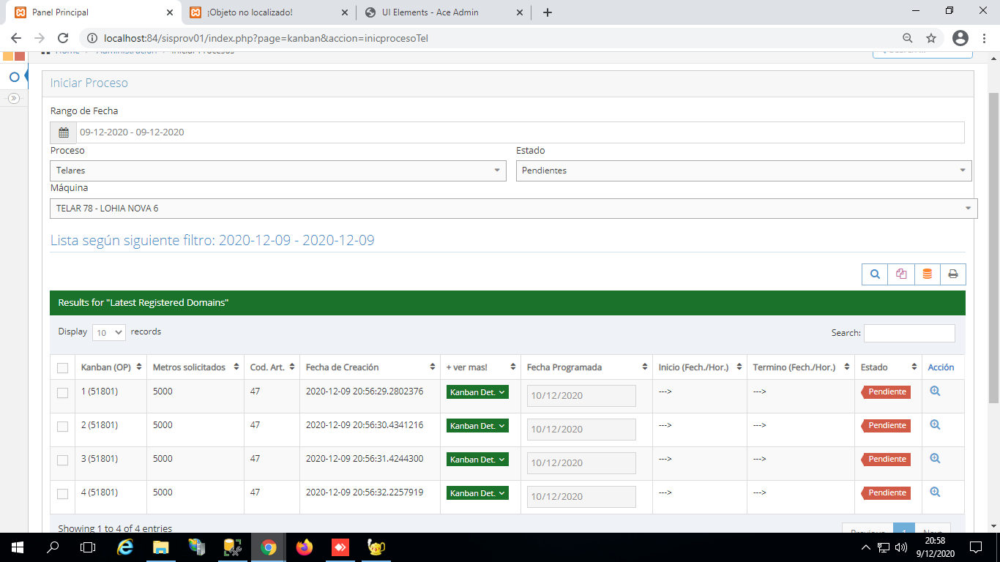 Panel Principal
¡Objeto no localizado!
UI Elements - Ace Admin
localhost:84/sisprov01/index.php?page=kanban&accion=inicprocesoTel
Home
Administración
Iniciar Procesos
Iniciar Proceso
Rango de Fecha
09-12-2020 - 09-12-2020
Proceso Estado
Telares Pendientes
Máquina
TELAR 78 - LOHIA NOVA 6
Lista según siguiente filtro: 2020-12-09 - 2020-12-09
Results for "Latest Registered Domains"
Display 10 records Search:
Kanban (OP) Metros solicitados Cod. Art. Fecha de Creación + ver mas! Fecha Programada Inicio (Fech./Hor.) Termino (Fech./Hor.) Estado Acción
1 (51801) 5000 47 2020-12-09 20:56:29.2802376 Kanban Det. 10/12/2020 ---> ---> Pendiente
2 (51801) 5000 47 2020-12-09 20:56:30.4341216 Kanban Det. 10/12/2020 ---> ---> Pendiente
3 (51801) 5000 47 2020-12-09 20:56:31.4244300 Kanban Det. 10/12/2020 ---> ---> Pendiente
4 (51801) 5000 47 2020-12-09 20:56:32.2257919 Kanban Det. 10/12/2020 ---> ---> Pendiente
Showing 1 to 4 of 4 entries Previous 1 Next
20:58
9/12/2020